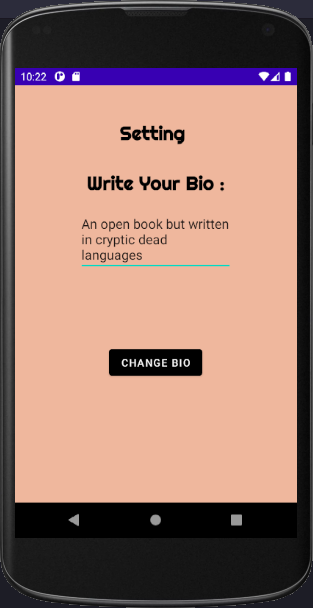 10:22
Setting
Write Your Bio :
An open book but written
in cryptic dead
languages
CHANGE BIO